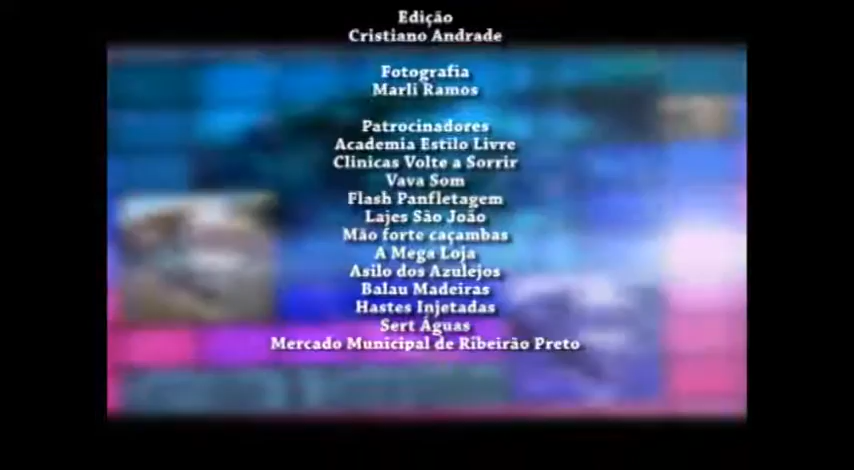 Edição
Cristiano Andrade
Fotografia
Marli Ramos
Patrocinadores
Academia Estilo Livre
Clinicas Volte a Sorrir
Vava Som
Flash Panfletagem
Lajes São João
Mão forte caçambas
A Mega Loja
Asilo dos Azulejos
Balau Madeiras
Hastes Injetadas
Sert Águas
Mercado Municipal de Ribeirão Preto